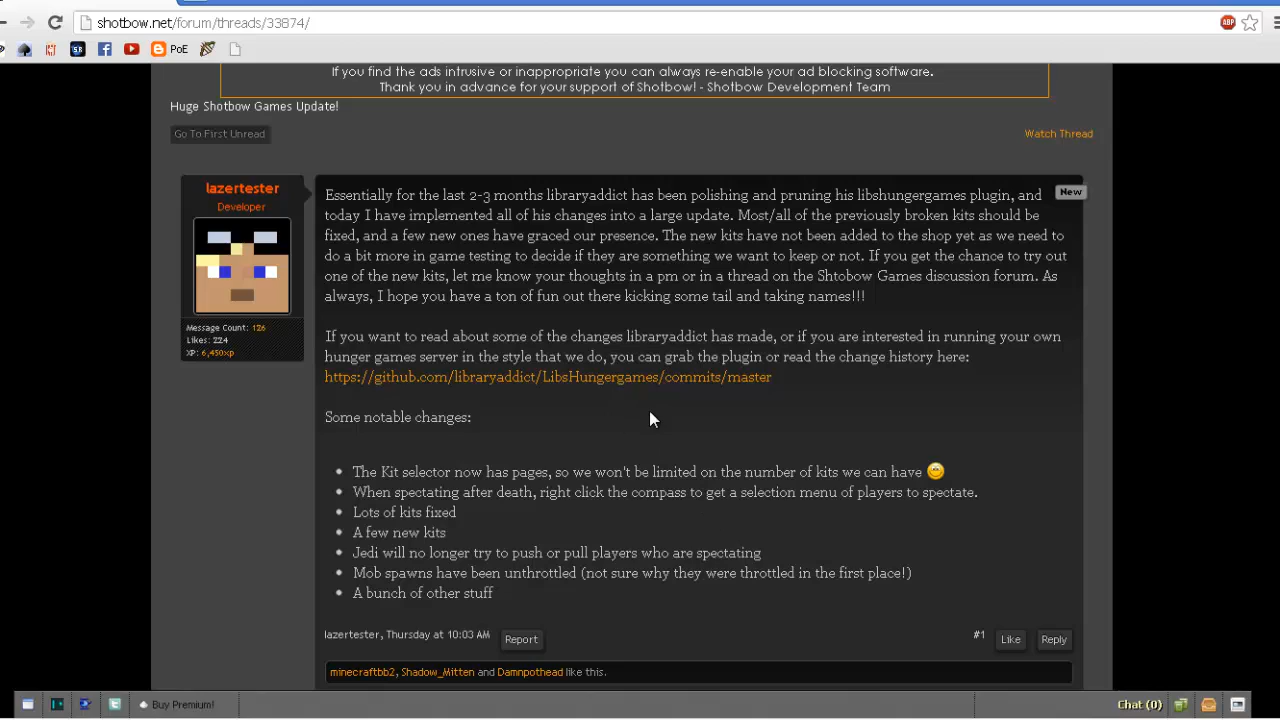 shotbow.net/forum/threads/33874/
ABP
SR
PoE
If you find the ads intrusive or inappropriate you can always re-enable your ad blocking software.
Thank you in advance for your support of Shotbow! - Shotbow Development Team
Huge Shotbow Games Update!
Go To First Unread
Watch Thread
lazertester
Developer
Message Count: 126
Likes: 224
XP: 6,450xp
New
Essentially for the last 2-3 months libraryaddict has been polishing and pruning his libshungergames plugin, and
today I have implemented all of his changes into a large update. Most/all of the previously broken kits should be
fixed, and a few new ones have graced our presence. The new kits have not been added to the shop yet as we need to
do a bit more in game testing to decide if they are something we want to keep or not. If you get the chance to try out
one of the new kits, let me know your thoughts in a pm or in a thread on the Shtobow Games discussion forum. As
always, I hope you have a ton of fun out there kicking some tail and taking names!!!
If you want to read about some of the changes libraryaddict has made, or if you are interested in running your own
hunger games server in the style that we do, you can grab the plugin or read the change history here:
https://github.com/libraryaddict/LibsHungergames/commits/master
Some notable changes:
The Kit selector now has pages, so we won't be limited on the number of kits we can have
When spectating after death, right click the compass to get a selection menu of players to spectate.
Lots of kits fixed
A few new kits
Jedi will no longer try to push or pull players who are spectating
Mob spawns have been unthrottled (not sure why they were throttled in the first place!)
A bunch of other stuff
lazertester, Thursday at 10:03 AM Report
#1 Like Reply
minecraftbb2, Shadow_Mitten and Damnpothead like this.
Buy Premium!
Chat (0)